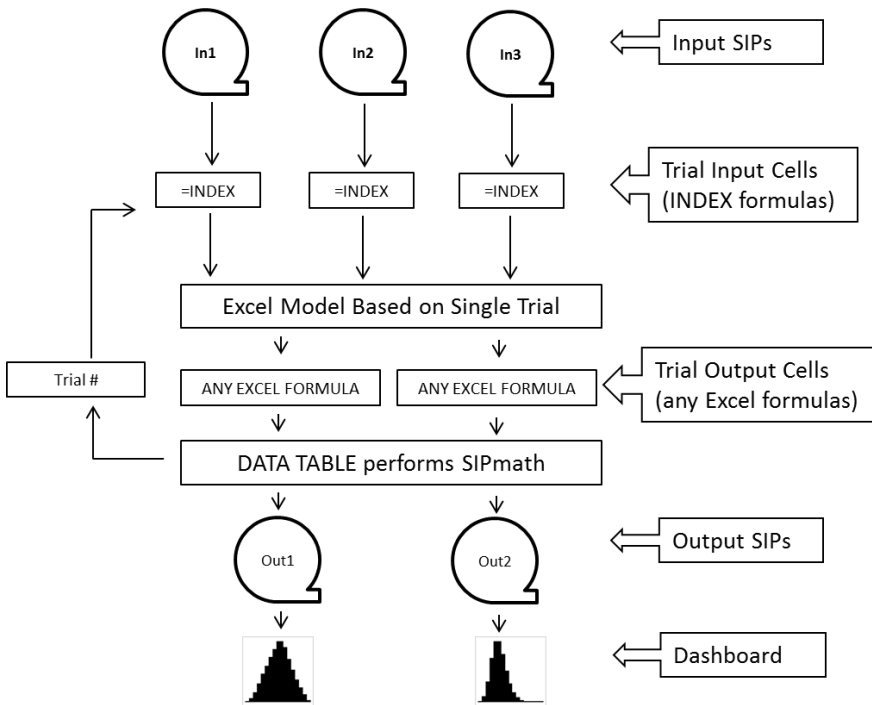 In1
In2
In3
Input SIPs
=INDEX
=INDEX
=INDEX
Trial Input Cells
(INDEX formulas)
Excel Model Based on Single Trial
Trial #
ANY EXCEL FORMULA
ANY EXCEL FORMULA
Trial Output Cells
(any Excel formulas)
DATA TABLE performs SIPmath
Out1
Out2
Output SIPs
Dashboard